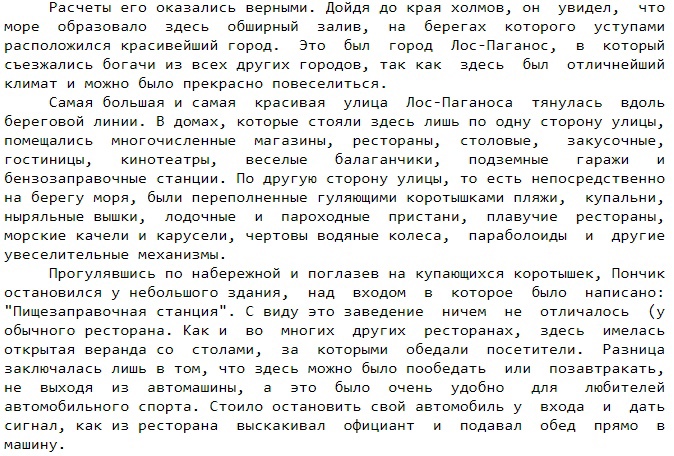 Расчеты его оказались верными. Дойдя до края холмов, он увидел, что
море образовало здесь обширный залив, на берегах которого уступами
расположился красивейший город. Это был город Лос-Паганос, в который
съезжались богачи из всех других городов, так как здесь был отличнейший
климат и можно было прекрасно повеселиться.
Самая большая и самая красивая улица Лос-Паганоса тянулась вдоль
береговой линии. В домах, которые стояли здесь лишь по одну сторону улицы,
помещались многочисленные магазины, рестораны, столовые, закусочные,
гостиницы, кинотеатры, веселые балаганчики, подземные гаражи и
бензозаправочные станции. По другую сторону улицы, то есть непосредственно
на берегу моря, были переполненные гуляющими коротышками пляжи, купальни,
ныряльные вышки, лодочные и пароходные пристани, плавучие рестораны,
морские качели и карусели, чертовы водяные колеса, параболоиды и другие
увеселительные механизмы.
Прогулявшись по набережной и поглазев на купающихся коротышек, Пончик
остановился у небольшого здания, над входом в которое было написано:
"Пищезаправочная станция". С виду это заведение ничем не отличалось (у
обычного ресторана. Как и во многих других ресторанах, здесь имелась
открытая веранда со столами, за которыми обедали посетители. Разница
заключалась лишь в том, что здесь можно было пообедать или позавтракать,
не выходя из автомашины, а это было очень удобно для любителей
автомобильного спорта. Стоило остановить свой автомобиль у входа и дать
сигнал, как из ресторана выскакивал официант и подавал обед прямо в
машину.